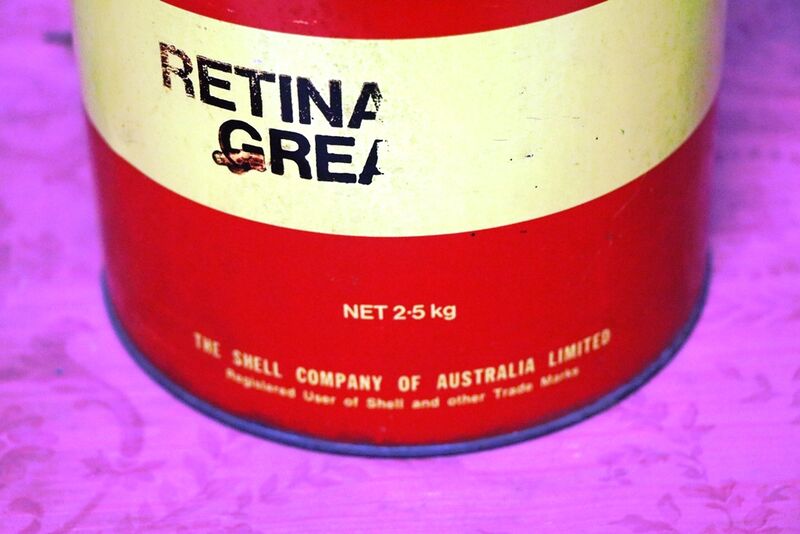 RETINA
GREA
NET 2·5 kg
THE SHELL COMPANY OF AUSTRALIA LIMITED
Registered User of Shell and other Trade Marks